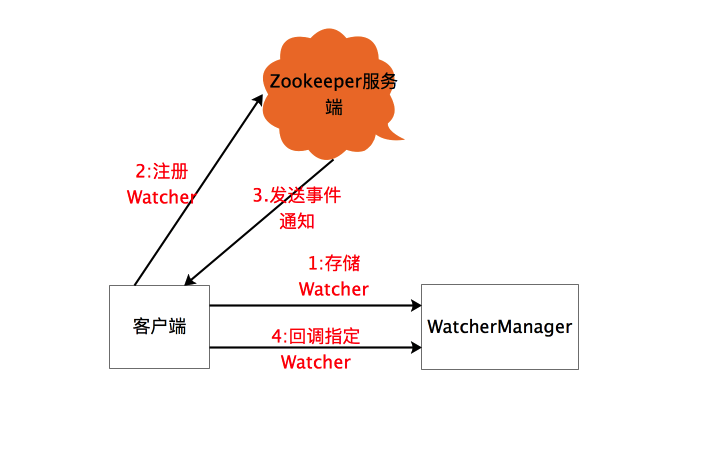 Zookeeper服务
端
2:注册
Watcher
3.发送事件
通知
1:存储
Watcher
客户端
WatcherManager
4:回调指定
Watcher